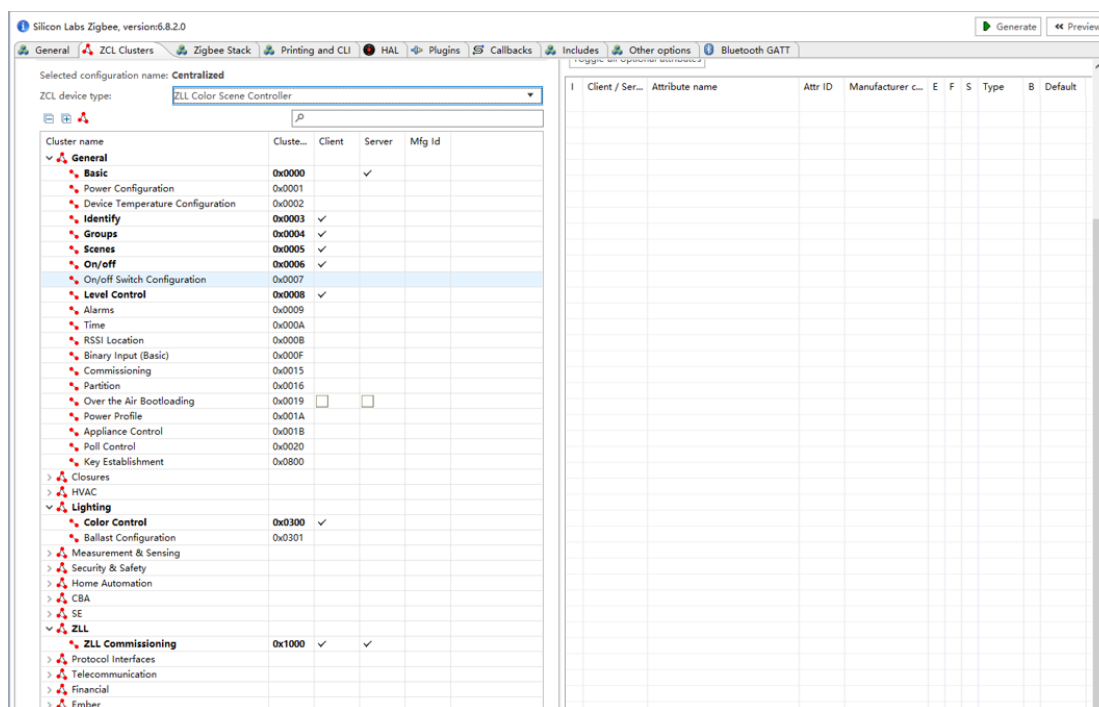 Silicon Labs Zigbee, version:6.8.2.0
Generate
Preview
General ZCL Clusters Zigbee Stack Printing and CLI HAL Plugins Callbacks Includes Other options Bluetooth GATT
Toggle all optional attributes
Selected configuration name: Centralized
ZCL device type: ZLL Color Scene Controller
Cluster name Cluste... Client Server Mfg Id
General
Basic 0x0000
Power Configuration 0x0001
Device Temperature Configuration 0x0002
Identify 0x0003
Groups 0x0004
Scenes 0x0005
On/off 0x0006
On/off Switch Configuration 0x0007
Level Control 0x0008
Alarms 0x0009
Time 0x000A
RSSI Location 0x000B
Binary Input (Basic) 0x000F
Commissioning 0x0015
Partition 0x0016
Over the Air Bootloading 0x0019
Power Profile 0x001A
Appliance Control 0x001B
Poll Control 0x0020
Key Establishment 0x0800
Closures
HVAC
Lighting
Color Control 0x0300
Ballast Configuration 0x0301
Measurement & Sensing
Security & Safety
Home Automation
CBA
SE
ZLL
ZLL Commissioning 0x1000
Protocol Interfaces
Telecommunication
Financial
Ember
I Client / Ser... Attribute name Attr ID Manufacturer c... E F S Type B Default